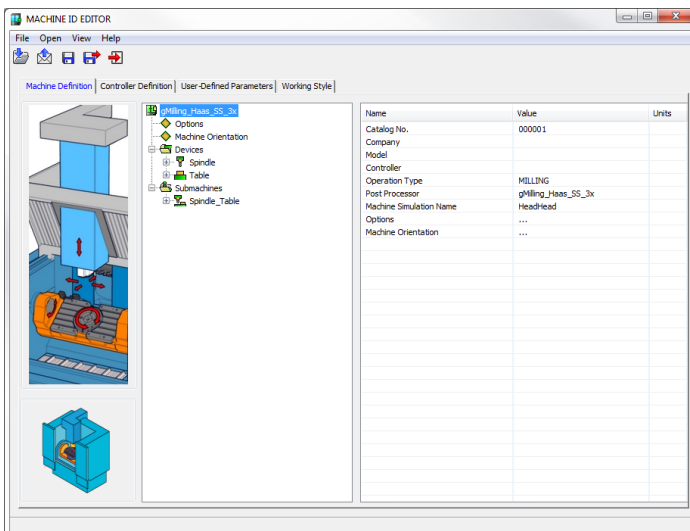 MACHINE ID EDITOR
File Open View Help
Machine Definition Controller Definition User-Defined Parameters Working Style
gMilling_Haas_SS_3x
Options
Machine Orientation
Devices
Spindle
Table
Submachines
Spindle_Table
Name Value Units
Catalog No. 000001
Company
Model
Controller
Operation Type MILLING
Post Processor gMilling_Haas_SS_3x
Machine Simulation Name HeadHead
Options ...
Machine Orientation ...